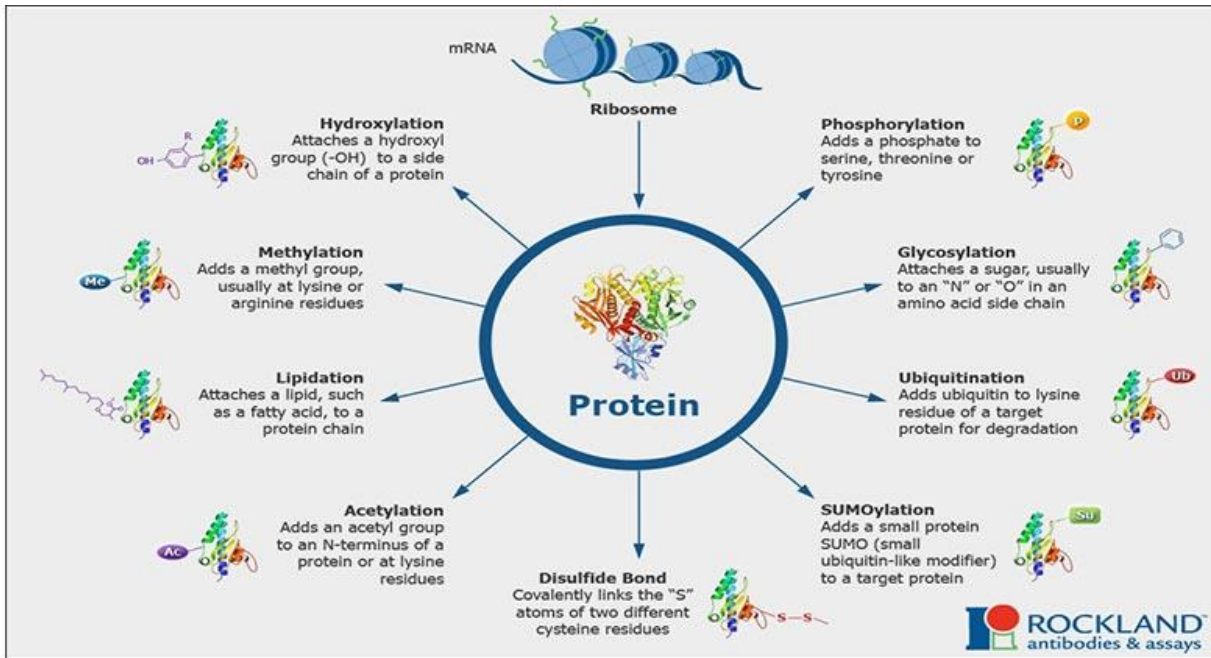 mRNA
Ribosome
Hydroxylation
Attaches a hydroxyl
group (-OH) to a side
chain of a protein
R
OH
Phosphorylation
Adds a phosphate to
serine, threonine or
tyrosine
P
Methylation
Adds a methyl group,
usually at lysine or
arginine residues
Me
Glycosylation
Attaches a sugar, usually
to an “N” or “O” in an
amino acid side chain
Protein
Lipidation
Attaches a lipid, such
as a fatty acid, to a
protein chain
Ubiquitination
Adds ubiquitin to lysine
residue of a target
protein for degradation
Ub
Acetylation
Adds an acetyl group
to an N-terminus of a
protein or at lysine
residues
Ac
SUMOylation
Adds a small protein
SUMO (small
ubiquitin-like modifier)
to a target protein
Su
Disulfide Bond
Covalently links the “S”
atoms of two different
cysteine residues
S—S
ROCKLAND™
antibodies & assays